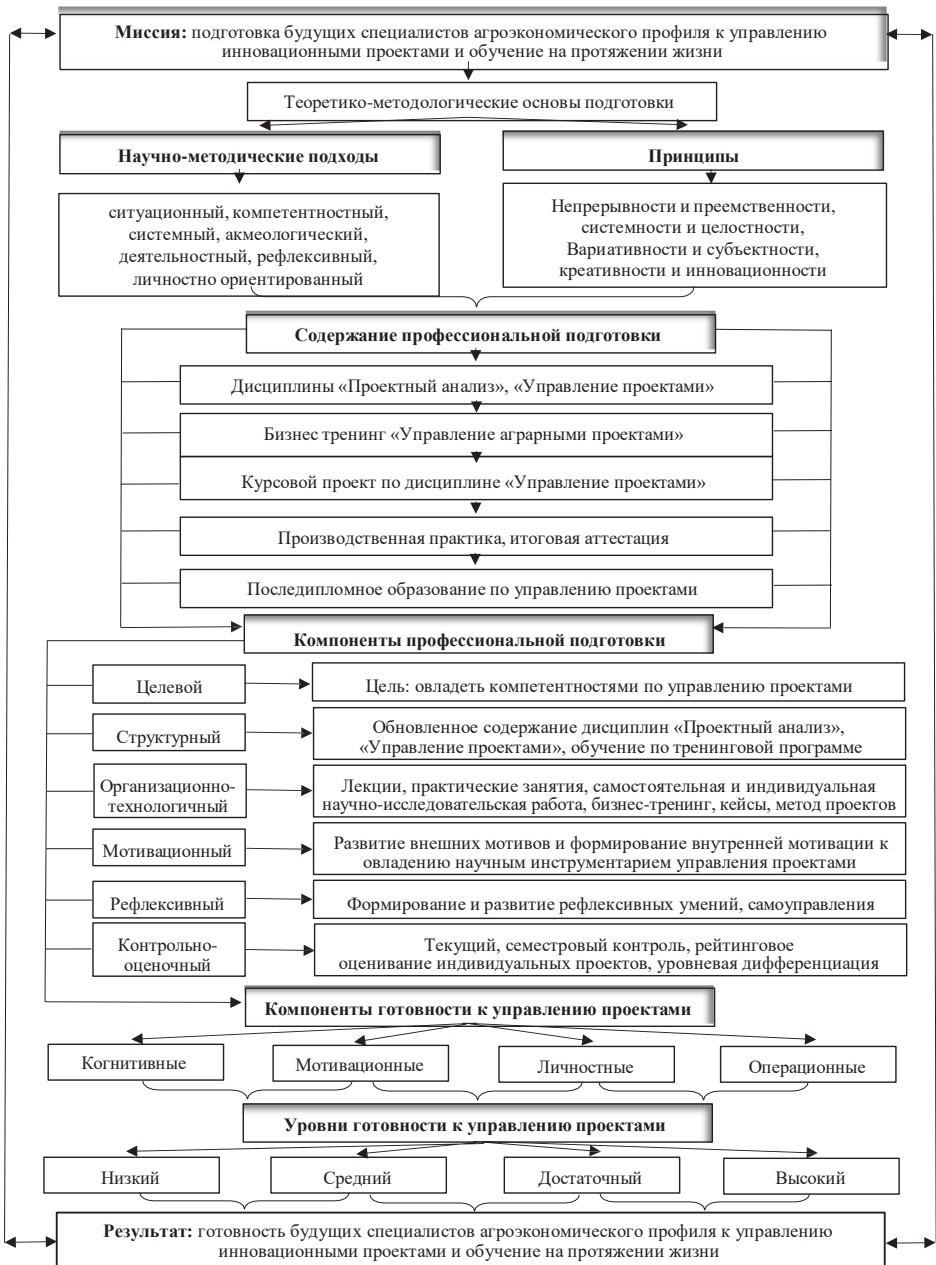 Миссия: подготовка будущих специалистов агроэкономического профиля к управлению
инновационными проектами и обучение на протяжении жизни
Теоретико-методологические основы подготовки
Научно-методические подходы
Принципы
ситуационный, компетентностный,
системный, акмеологический,
деятельностный, рефлексивный,
личностно ориентированный
Непрерывности и преемственности,
системности и целостности,
Вариативности и субъектности,
креативности и инновационности
Содержание профессиональной подготовки
Дисциплины «Проектный анализ», «Управление проектами»
Бизнес тренинг «Управление аграрными проектами»
Курсовой проект по дисциплине «Управление проектами»
Производственная практика, итоговая аттестация
Последипломное образование по управлению проектами
Компоненты профессиональной подготовки
Целевой
Цель: овладеть компетентностями по управлению проектами
Структурный
Обновленное содержание дисциплин «Проектный анализ»,
«Управление проектами», обучение по тренинговой программе
Организационно-
технологичный
Лекции, практические занятия, самостоятельная и индивидуальная
научно-исследовательская работа, бизнес-тренинг, кейсы, метод проектов
Мотивационный
Развитие внешних мотивов и формирование внутренней мотивации к
овладению научным инструментарием управления проектами
Рефлексивный
Формирование и развитие рефлексивных умений, самоуправления
Контрольно-
оценочный
Текущий, семестровый контроль, рейтинговое
оценивание индивидуальных проектов, уровневая дифференциация
Компоненты готовности к управлению проектами
Когнитивные
Мотивационные
Личностные
Операционные
Уровни готовности к управлению проектами
Низкий
Средний
Достаточный
Высокий
Результат: готовность будущих специалистов агроэкономического профиля к управлению
инновационными проектами и обучение на протяжении жизни